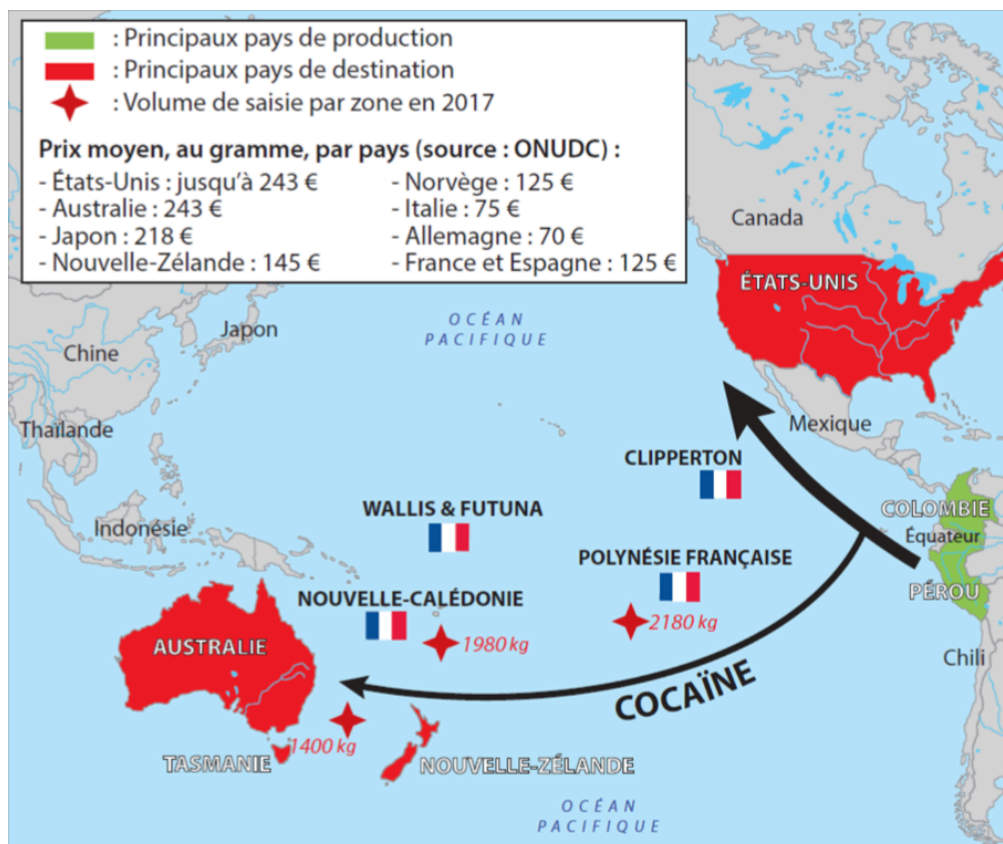 : Principaux pays de production
: Principaux pays de destination
: Volume de saisie par zone en 2017
Prix moyen, au gramme, par pays (source : ONUDC) :
- États-Unis : jusqu'à 243 €
- Australie : 243 €
- Japon : 218 €
- Nouvelle-Zélande : 145 €
- Norvège : 125 €
- Italie : 75 €
- Allemagne : 70 €
- France et Espagne : 125 €
Canada
ÉTATS-UNIS
OCÉAN
PACIFIQUE
Japon
Chine
Thaïlande
Mexique
CLIPPERTON
COLOMBIE
Équateur
PÉROU
Indonésie
WALLIS & FUTUNA
POLYNÉSIE FRANÇAISE
NOUVELLE-CALÉDONIE
2180 kg
1980 kg
AUSTRALIE
Chili
COCAÏNE
1400 kg
TASMANIE
NOUVELLE-ZÉLANDE
OCÉAN
PACIFIQUE